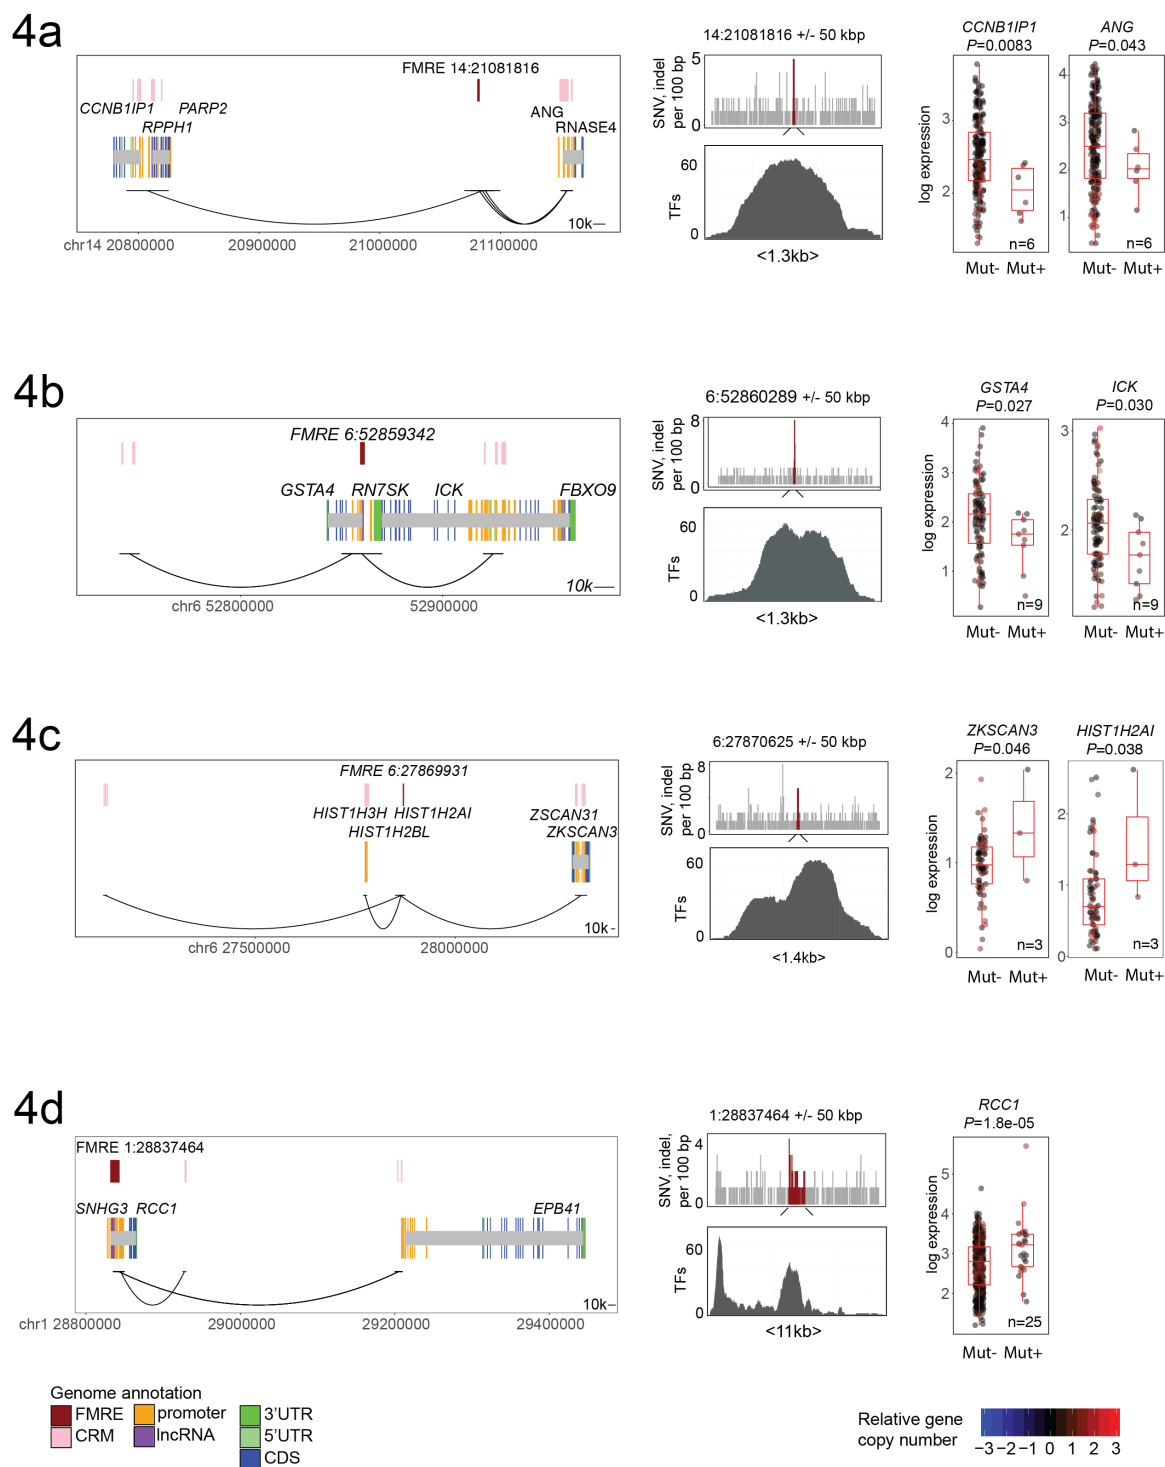 4a
FMRE 14:21081816
CCNB1IP1 PARP2
RPPH1
ANG
RNASE4
10k
chr14 20800000 20900000 21000000 21100000
14:21081816 +/- 50 kbp
SNV, indel
per 100 bp
5
0
TFs
60
0
<1.3kb>
CCNB1IP1
P=0.0083
log expression
3
2
n=6
Mut- Mut+
ANG
P=0.043
4
3
2
1
n=6
Mut- Mut+
4b
FMRE 6:52859342
GSTA4 RN7SK ICK FBXO9
10k
chr6 52800000 52900000
6:52860289 +/- 50 kbp
SNV, indel
per 100 bp
8
0
TFs
60
0
<1.3kb>
GSTA4
P=0.027
log expression
4
3
2
1
n=9
Mut- Mut+
ICK
P=0.030
3
2
n=9
Mut- Mut+
4c
FMRE 6:27869931
HIST1H3H HIST1H2AI
HIST1H2BL
ZSCAN31
ZKSCAN3
10k
chr6 27500000 28000000
6:27870625 +/- 50 kbp
SNV, indel
per 100 bp
8
0
TFs
60
0
<1.4kb>
ZKSCAN3
P=0.046
log expression
2
1
0
n=3
Mut- Mut+
HIST1H2AI
P=0.038
2
1
0
n=3
Mut- Mut+
4d
FMRE 1:28837464
SNHG3 RCC1 EPB41
10k
chr1 28800000 29000000 29200000 29400000
1:28837464 +/- 50 kbp
SNV, indel,
per 100 bp
4
0
TFs
60
0
<11kb>
RCC1
P=1.8e-05
log expression
5
4
3
2
n=25
Mut- Mut+
Genome annotation
FMRE promoter 3'UTR
CRM lncRNA 5'UTR
CDS
Relative gene
copy number
−3 −2 −1 0 1 2 3